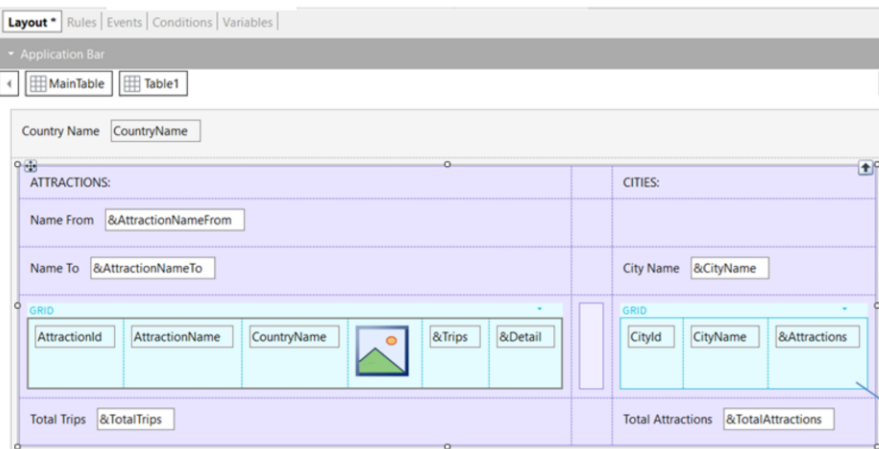 Layout * Rules Events Conditions Variables
Application Bar
MainTable Table1
Country Name CountryName
ATTRACTIONS: CITIES:
Name From &AttractionNameFrom
Name To &AttractionNameTo City Name &CityName
GRID GRID
AttractionId AttractionName CountryName &Trips &Detail CityId CityName &Attractions
Total Trips &TotalTrips Total Attractions &TotalAttractions